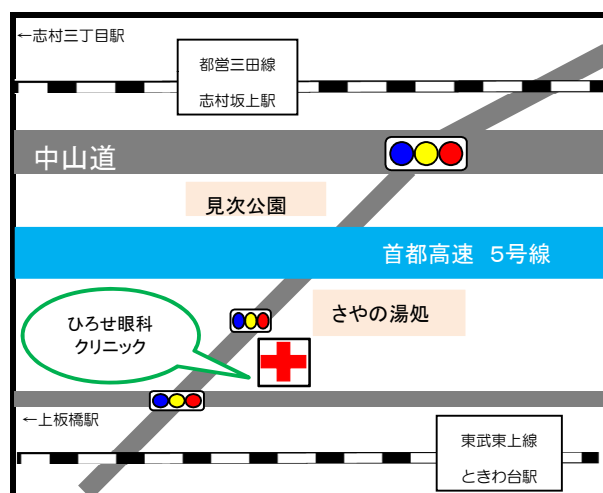 ←志村三丁目駅
都営三田線
志村坂上駅
中山道
見次公園
首都高速 5号線
さやの湯処
ひろせ眼科
クリニック
←上板橋駅
東武東上線
ときわ台駅